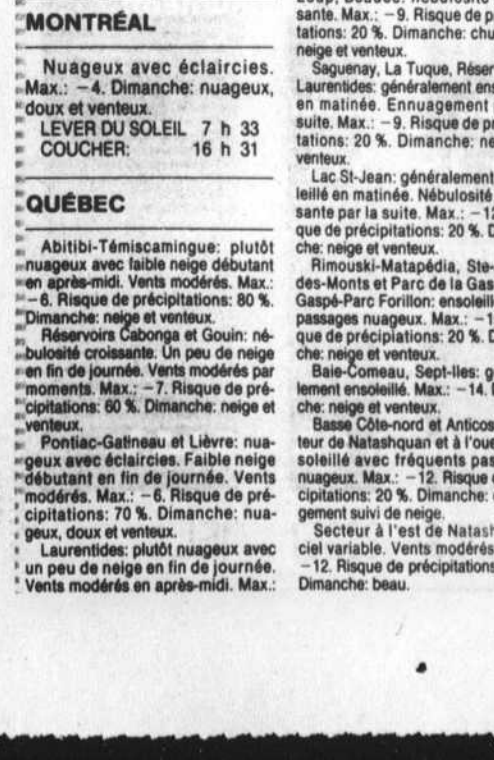 MONTRÉAL
Nuageux avec éclaircies.
Max.: −4. Dimanche: nuageux,
doux et venteux.
LEVER DU SOLEIL 7 h 33
COUCHER: 16 h 31
QUÉBEC
Abitibi-Témiscamingue: plutôt
nuageux avec faible neige débutant
en après-midi. Vents modérés. Max.:
−6. Risque de précipitations: 80 %.
Dimanche: neige et venteux.
Réservoirs Cabonga et Gouin: né-
bulosité croissante. Un peu de neige
en fin de journée. Vents modérés par
moments. Max.: −7. Risque de pré-
cipitations: 60 %. Dimanche: neige et
venteux.
Pontiac-Gatineau et Lièvre: nua-
geux avec éclaircies. Faible neige
débutant en fin de journée. Vents
modérés. Max.: −6. Risque de pré-
cipitations: 70 %. Dimanche: nua-
geux, doux et venteux.
Laurentides: plutôt nuageux avec
un peu de neige en fin de journée.
Vents modérés en après-midi. Max.:
sante. Max.: −9. Risque de p
tations: 20 %. Dimanche: chu
neige et venteux.
Saguenay, La Tuque, Réser
Laurentides: généralement ens
en matinée. Ennuagement
suite. Max.: −9. Risque de pr
tations: 20 %. Dimanche: ne
venteux.
Lac St-Jean: généralement
leillé en matinée. Nébulosité
sante par la suite. Max.: −12
que de précipitations: 20 %. D
che: neige et venteux.
Rimouski-Matapédia, Ste-
des-Monts et Parc de la Gas
Gaspé-Parc Forillon: ensoleill
passages nuageux. Max.: −1
que de précipiations: 20 %. D
che: neige et venteux.
Baie-Comeau, Sept-Iles: g
lement ensoleillé. Max.: −14.
che: neige et venteux.
Basse Côte-nord et Anticos
teur de Natashquan et à l'oue
soleillé avec fréquents pas
nuageux. Max.: −12. Risque
cipitations: 20 %. Dimanche:
gement suivi de neige.
Secteur à l'est de Natash
ciel variable. Vents modérés
−12. Risque de précipitations
Dimanche: beau.